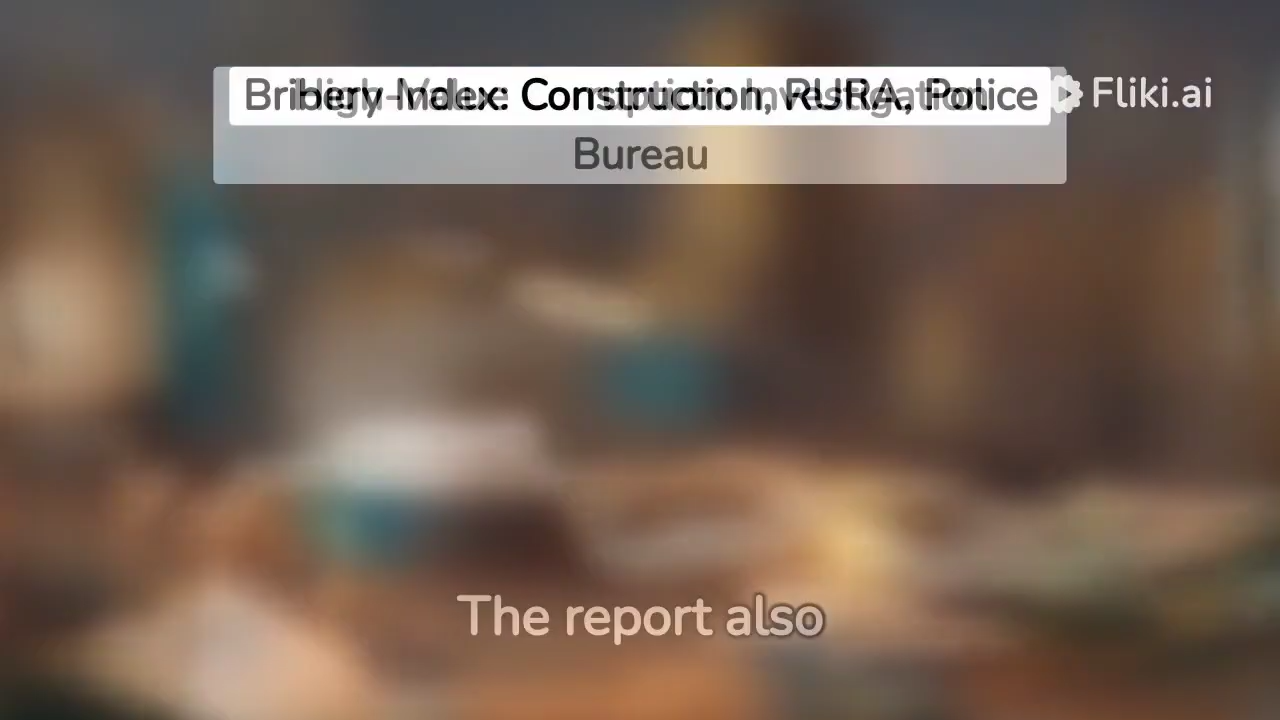 Bribery Index: Construction, RURA, Police
Fliki.ai
Bureau
The report also